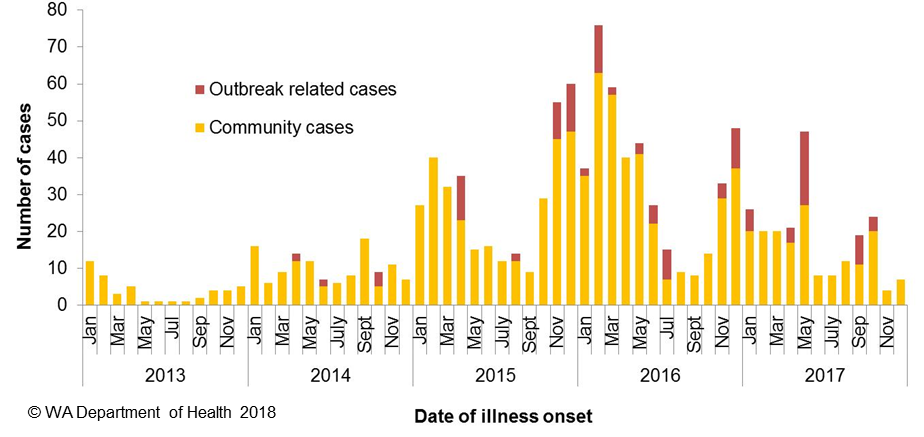 80
70
60
50
40
30
20
10
0
Number of cases
Outbreak related cases
Community cases
Jan Mar May Jul Sep Nov Jan Mar May July Sept Nov Jan Mar May July Sep Nov Jan Mar May Jul Sep Nov Jan Mar May July Sep Nov
2013 2014 2015 2016 2017
© WA Department of Health 2018
Date of illness onset